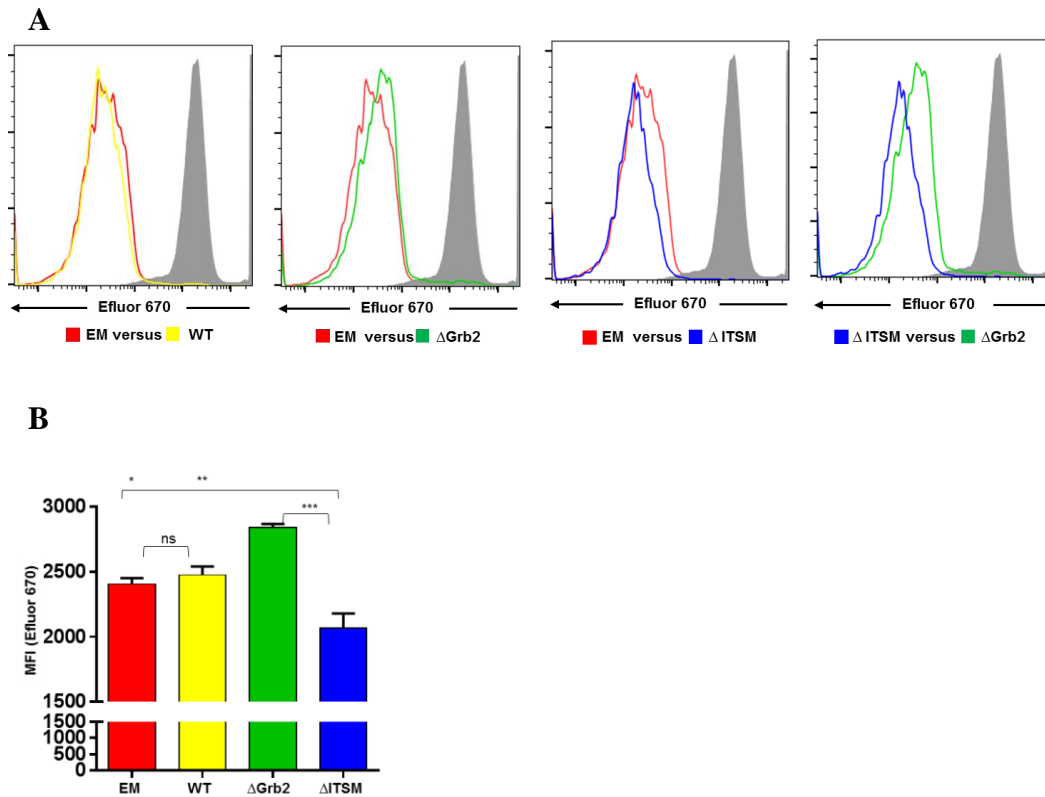 A
Efluor 670
Efluor 670
Efluor 670
Efluor 670
EM versus WT
EM versus ΔGrb2
EM versus Δ ITSM
Δ ITSM versus ΔGrb2
B
* **
***
ns
3000
2500
2000
1500
1500
1000
500
0
MFI (Efluor 670)
EM WT ΔGrb2 ΔITSM